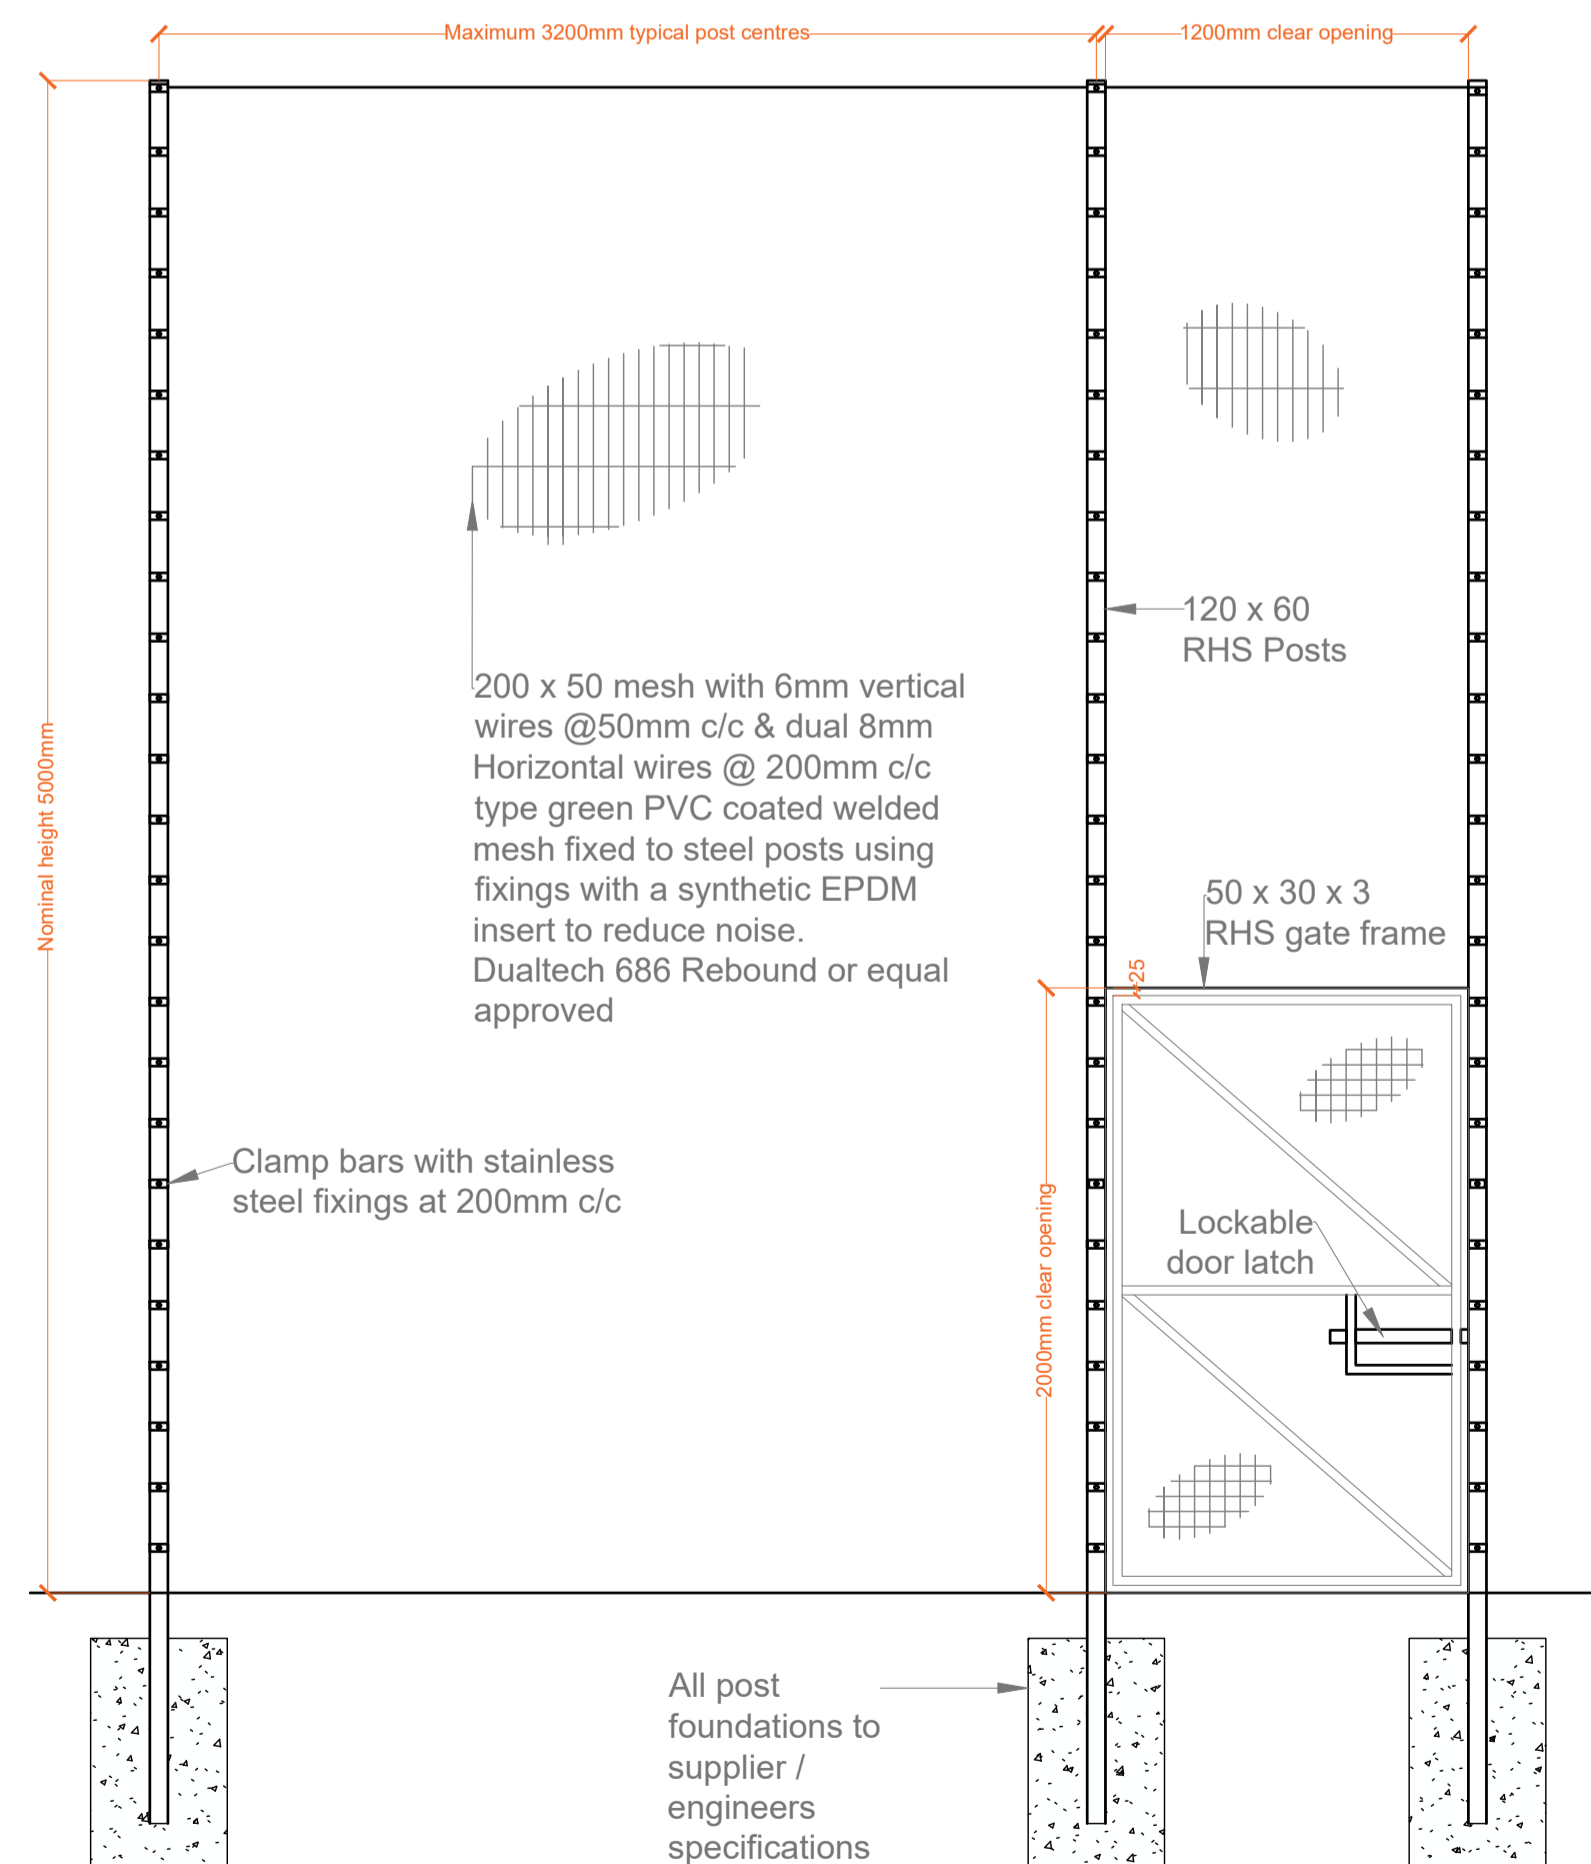 Maximum 3200mm typical post centres
1200mm clear opening
Nominal height 5000mm
120 x 60
RHS Posts
200 x 50 mesh with 6mm vertical
wires @50mm c/c & dual 8mm
Horizontal wires @ 200mm c/c
type green PVC coated welded
mesh fixed to steel posts using
fixings with a synthetic EPDM
insert to reduce noise.
Dualtech 686 Rebound or equal
approved
50 x 30 x 3
RHS gate frame
25
Clamp bars with stainless
steel fixings at 200mm c/c
2000mm clear opening
Lockable
door latch
All post
foundations to
supplier /
engineers
specifications